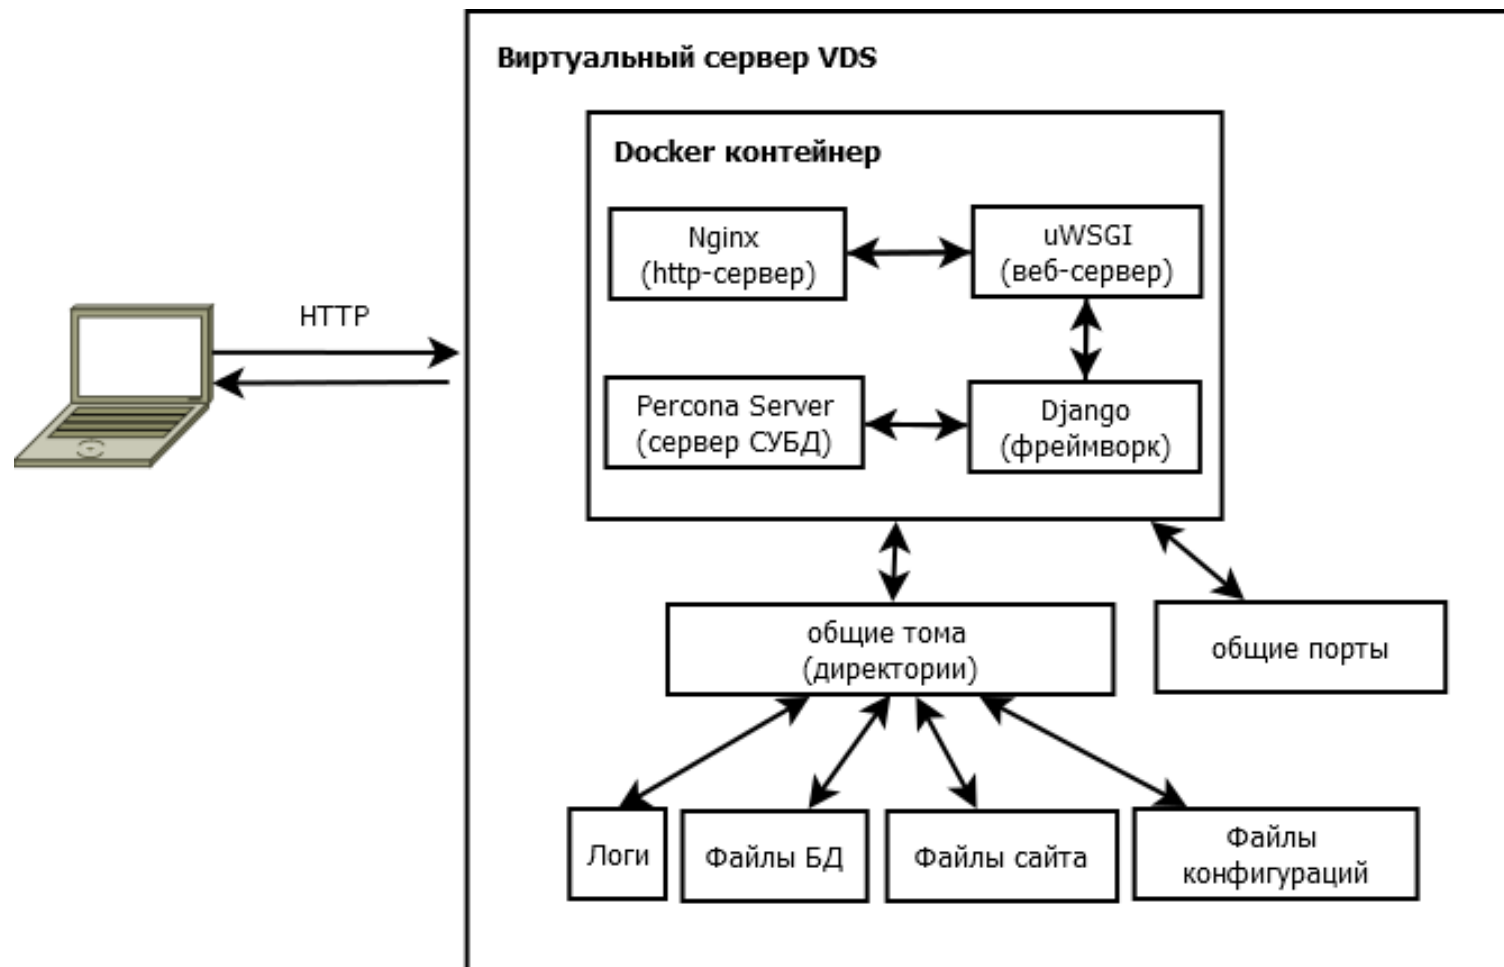 Виртуальный сервер VDS
Docker контейнер
Nginx
(http-сервер)
uWSGI
(веб-сервер)
HTTP
Percona Server
(сервер СУБД)
Django
(фреймворк)
общие тома
(директории)
общие порты
Логи
Файлы БД
Файлы сайта
Файлы
конфигураций